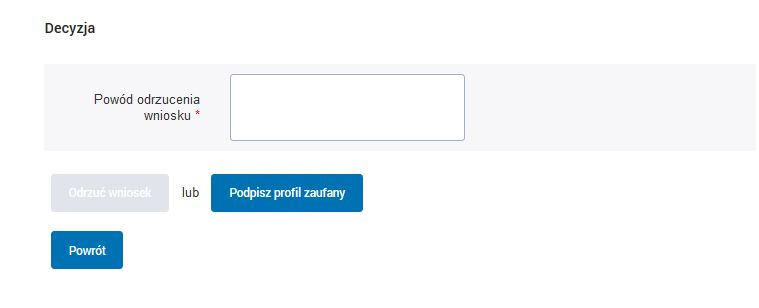 Decyzja
Powód odrzucenia
wniosku *
Odrzuć wniosek lub Podpisz profil zaufany
Powrót